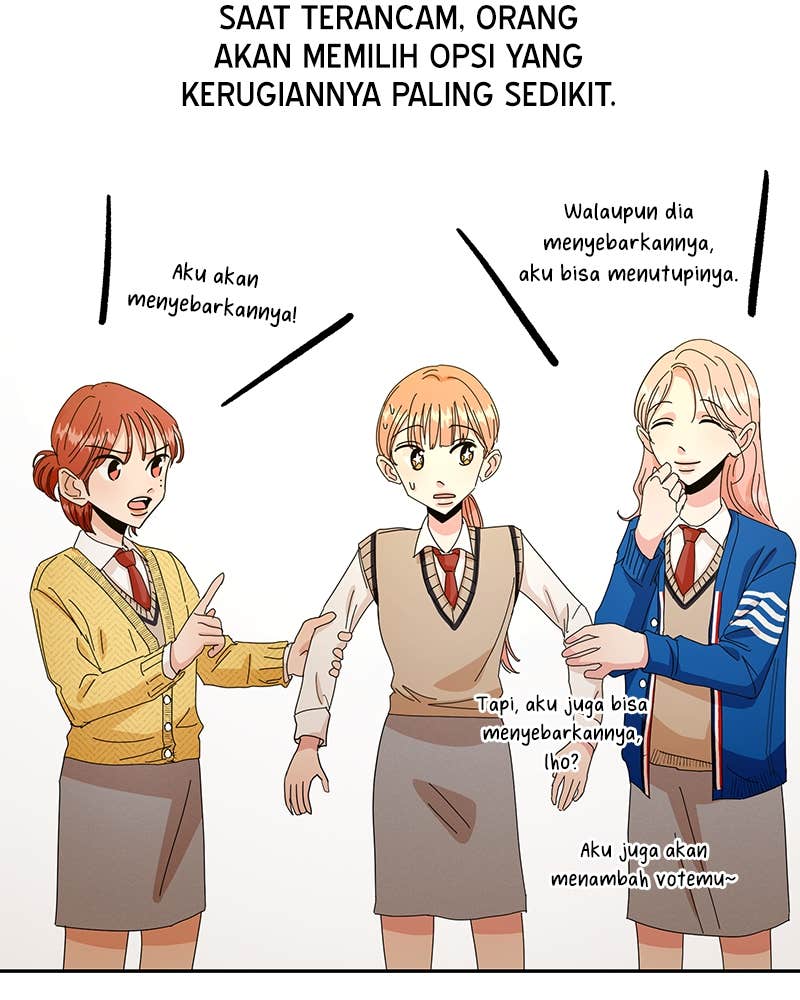 SAAT TERANCAM, ORANG
AKAN MEMILIH OPSI YANG
KERUGIANNYA PALING SEDIKIT.
Aku akan
menyebarkannya!
Walaupun dia
menyebarkannya,
aku bisa menutupinya.
Tapi, aku juga bisa
menyebarkannya,
lho?
Aku juga akan
menambah votemu~